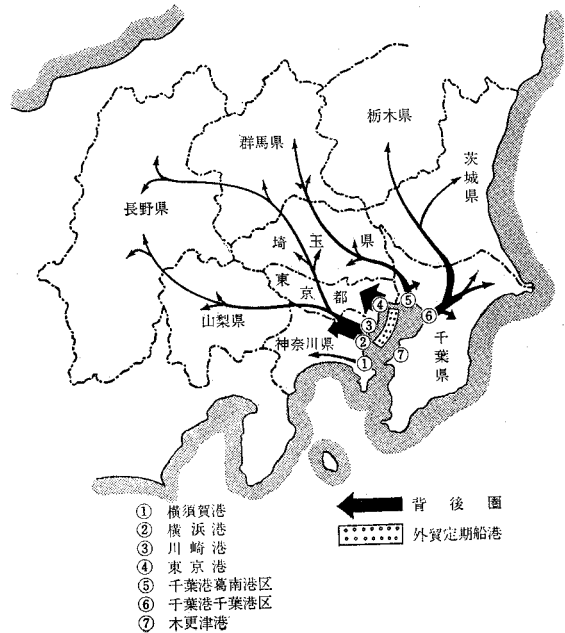 栃木県
群馬県
茨城県
長野県
埼玉県
東京都
山梨県
神奈川県
千葉県
①
②
③
④
⑤
⑥
⑦
① 横須賀港
② 横浜港
③ 川崎港
④ 東京港
⑤ 千葉港葛南港区
⑥ 千葉港千葉港区
⑦ 木更津港
背後圏
外貿定期船港